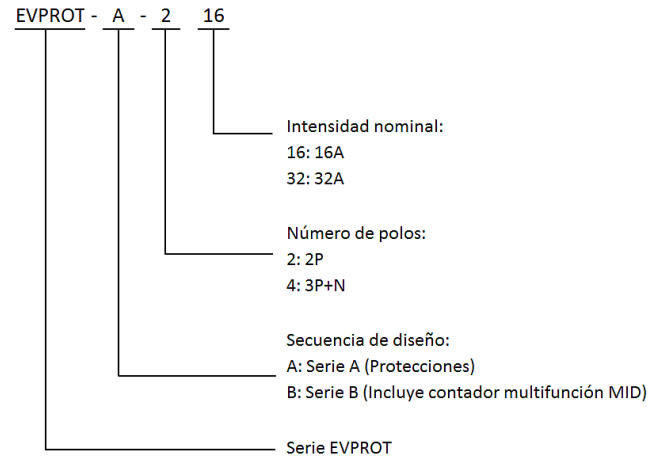 EVPROT - A - 2 16
Intensidad nominal:
16: 16A
32: 32A
Número de polos:
2: 2P
4: 3P+N
Secuencia de diseño:
A: Serie A (Protecciones)
B: Serie B (Incluye contador multifunción MID)
Serie EVPROT